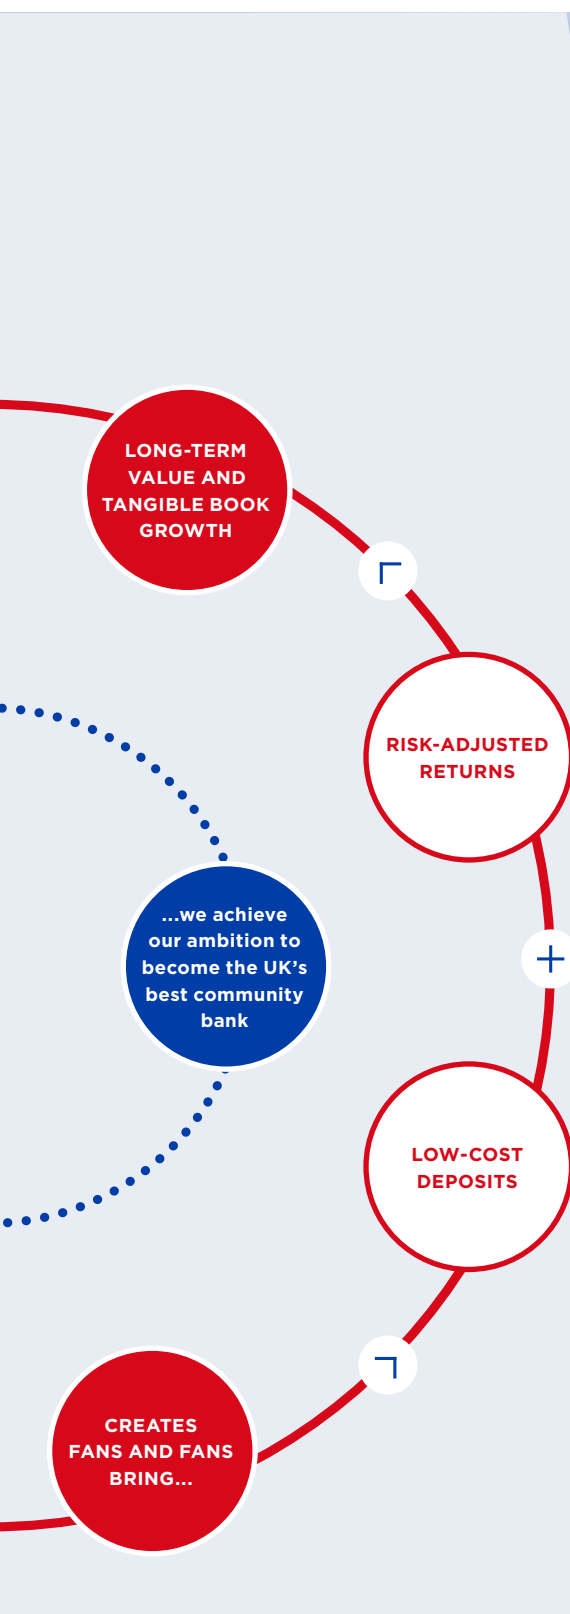 LONG-TERM
VALUE AND
TANGIBLE BOOK
GROWTH
RISK-ADJUSTED
RETURNS
...we achieve
our ambition to
become the UK’s
best community
bank
LOW-COST
DEPOSITS
CREATES
FANS AND FANS
BRING...